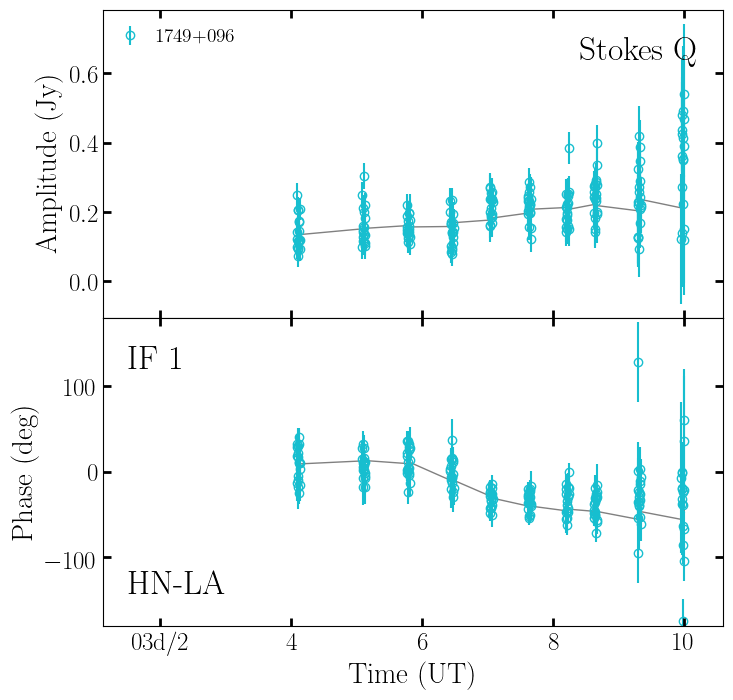 1749+096
Stokes Q
Amplitude (Jy)
0.6
0.4
0.2
0.0
IF 1
Phase (deg)
100
0
−100
HN-LA
03d/2
4
6
8
10
Time (UT)